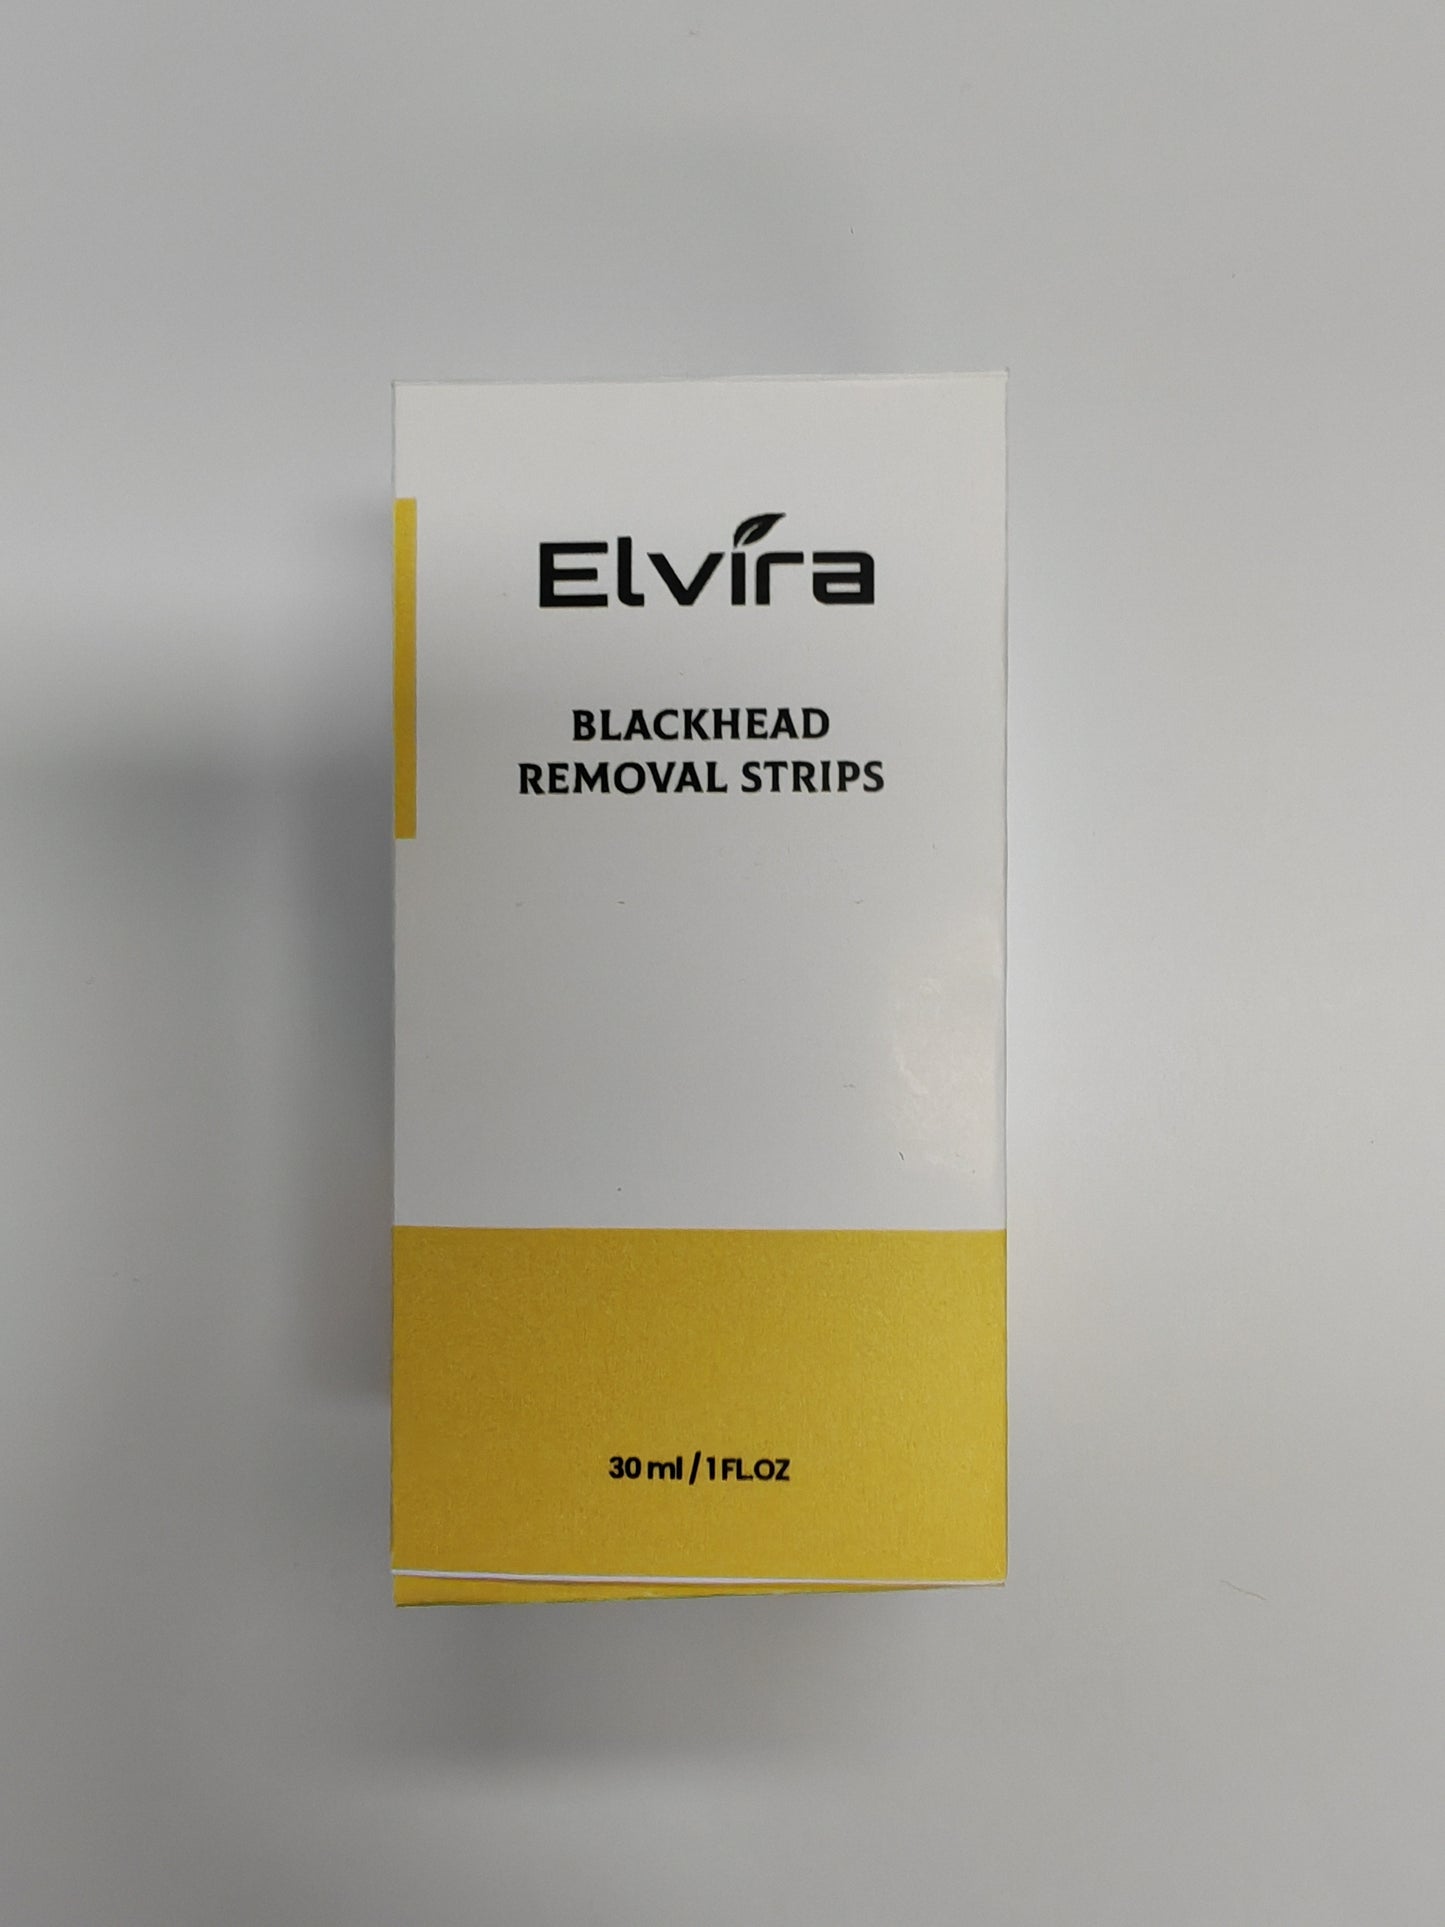 Elvira
BLACKHEAD
REMOVAL STRIPS
30 ml / 1 FL.OZ